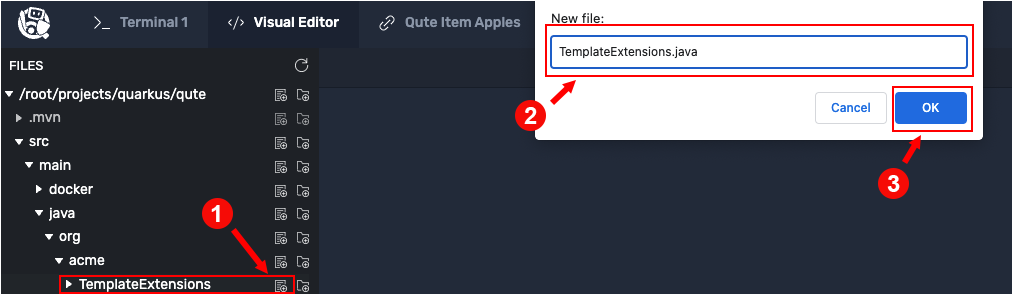 Terminal 1
Visual Editor
Qute Item Apples
New file:
TemplateExtensions.java
Cancel
OK
FILES
/root/projects/quarkus/qute
.mvn
src
main
docker
java
org
acme
TemplateExtensions
1
2
3